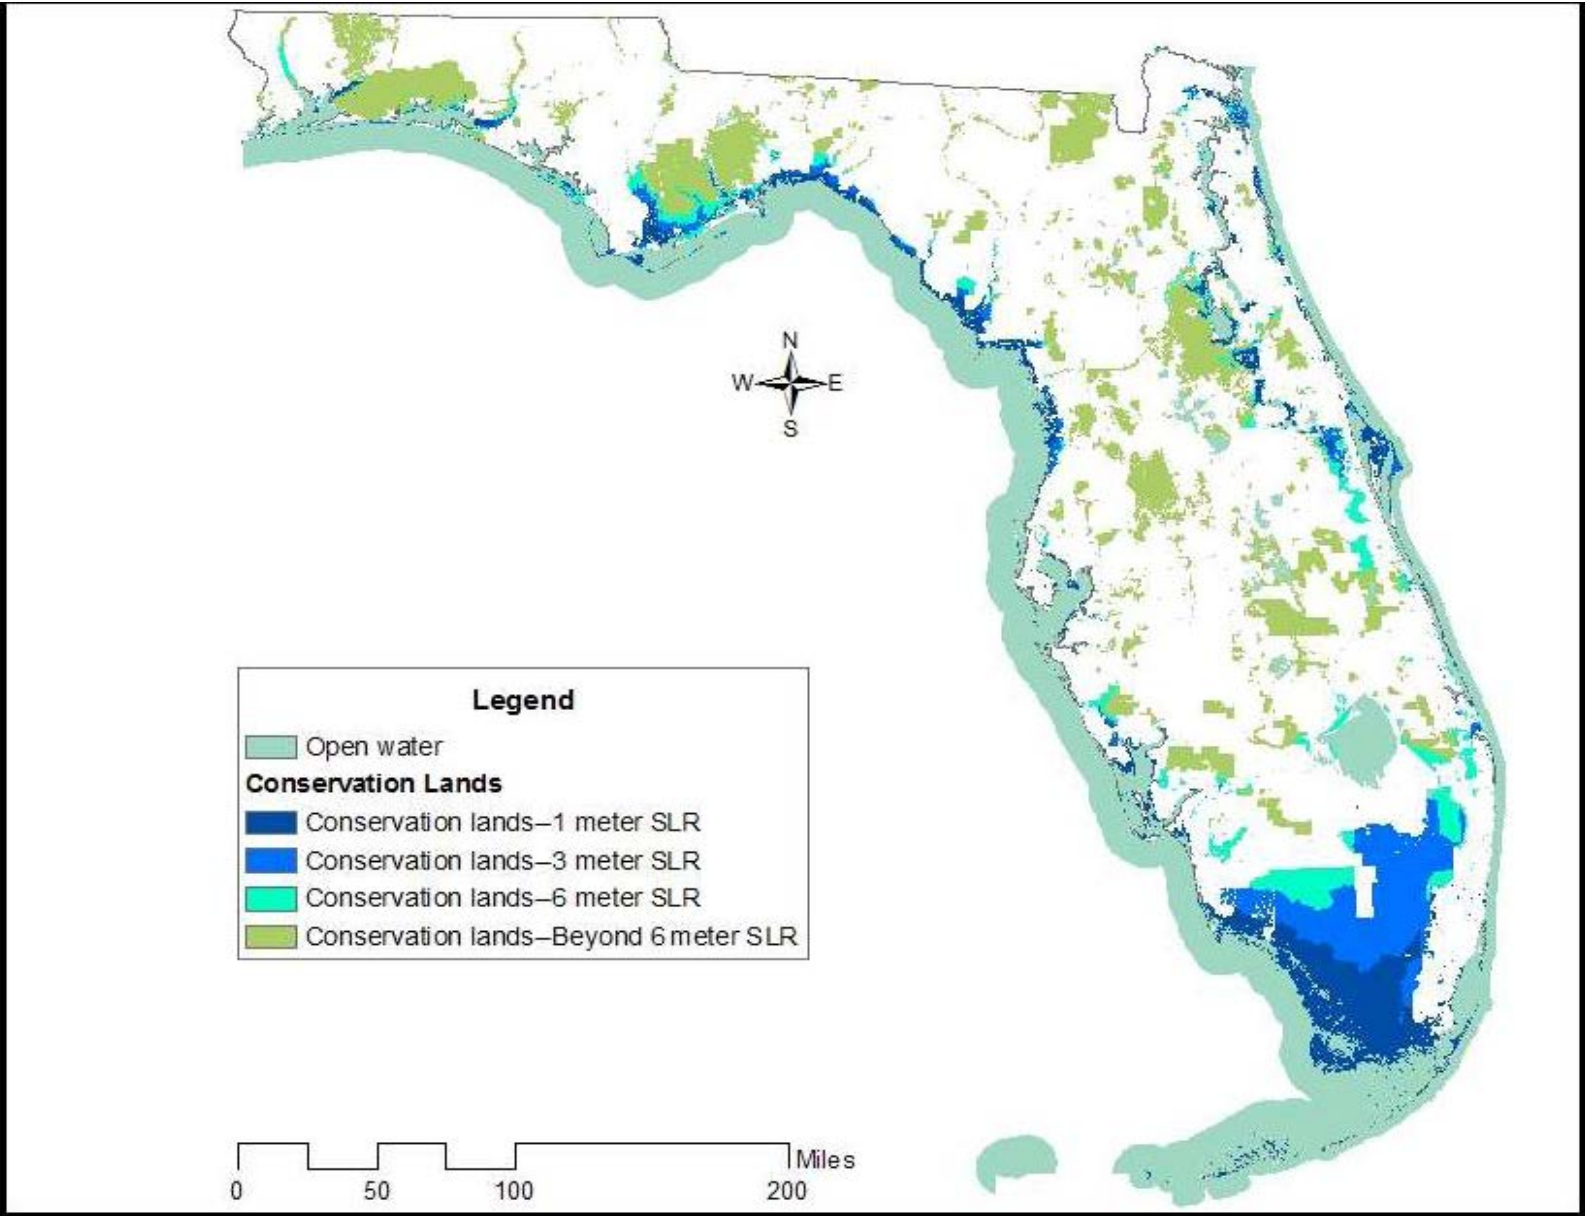 N
W E
S
Legend
Open water
Conservation Lands
Conservation lands–1 meter SLR
Conservation lands–3 meter SLR
Conservation lands–6 meter SLR
Conservation lands–Beyond 6 meter SLR
Miles
0 50 100 200